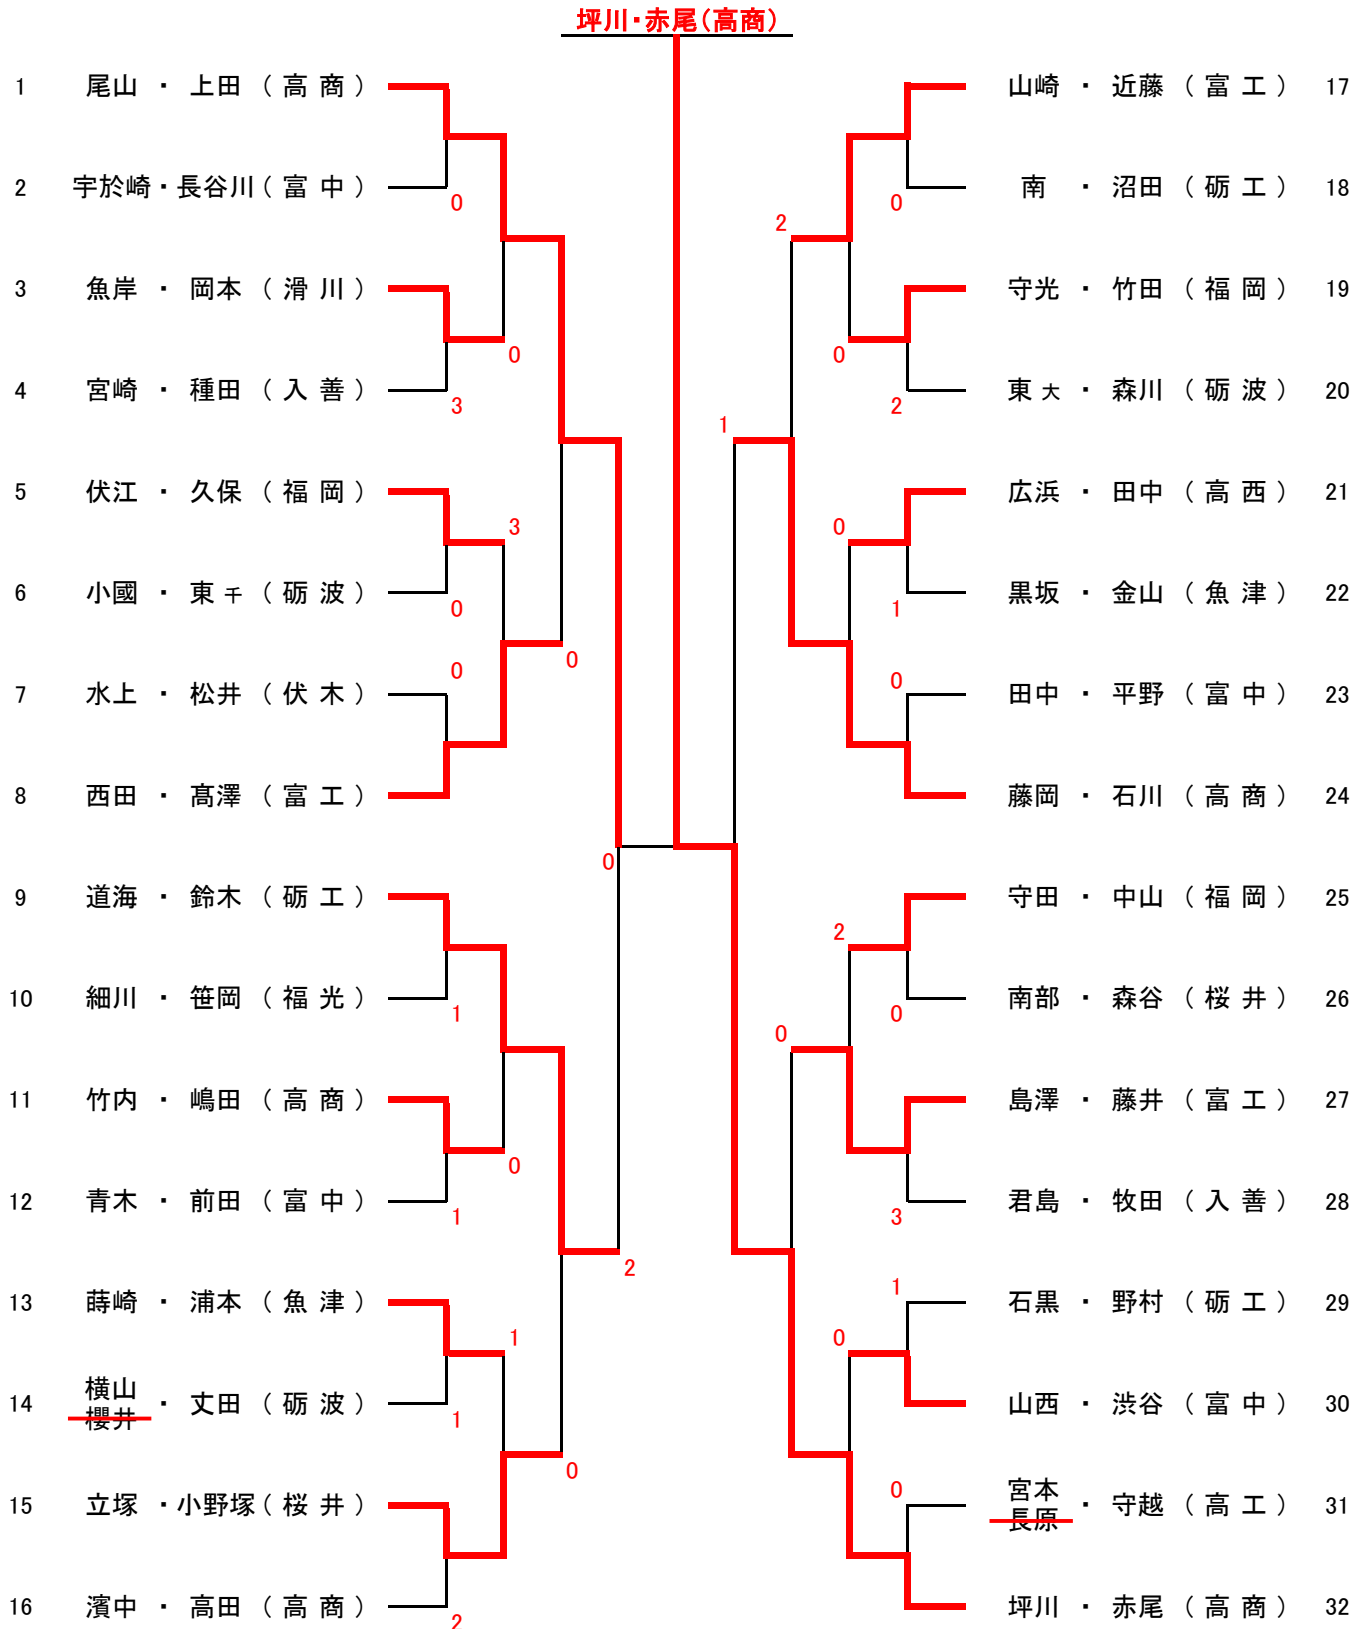 坪川・赤尾(高商)
1 尾山 ・ 上田 ( 高 商 )
2 宇於崎・長谷川( 富 中 )
0
3 魚岸 ・ 岡本 ( 滑 川 )
0
4 宮崎 ・ 種田 ( 入 善 )
3
5 伏江 ・ 久保 ( 福 岡 )
3
6 小國 ・ 東 千 ( 砺 波 )
0
0
0
7 水上 ・ 松井 ( 伏 木 )
8 西田 ・ 髙澤 ( 富 工 )
0
9 道海 ・ 鈴木 ( 砺 工 )
10 細川 ・ 笹岡 ( 福 光 )
1
11 竹内 ・ 嶋田 ( 高 商 )
0
12 青木 ・ 前田 ( 富 中 )
1
2
13 蒔崎 ・ 浦本 ( 魚 津 )
1
横山
14 櫻井 ・ 丈田 ( 砺 波 )
1
0
15 立塚 ・小野塚( 桜 井 )
16 濱中 ・ 高田 ( 高 商 )
2
山崎 ・ 近藤 ( 富 工 ) 17
南 ・ 沼田 ( 砺 工 ) 18
0
2
守光 ・ 竹田 ( 福 岡 ) 19
0
東 大 ・ 森川 ( 砺 波 ) 20
2
1
広浜 ・ 田中 ( 高 西 ) 21
0
黒坂 ・ 金山 ( 魚 津 ) 22
1
0
田中 ・ 平野 ( 富 中 ) 23
藤岡 ・ 石川 ( 高 商 ) 24
守田 ・ 中山 ( 福 岡 ) 25
2
南部 ・ 森谷 ( 桜 井 ) 26
0
0
島澤 ・ 藤井 ( 富 工 ) 27
君島 ・ 牧田 ( 入 善 ) 28
3
1
石黒 ・ 野村 ( 砺 工 ) 29
0
山西 ・ 渋谷 ( 富 中 ) 30
0
宮本
長原 ・ 守越 ( 高 工 ) 31
坪川 ・ 赤尾 ( 高 商 ) 32